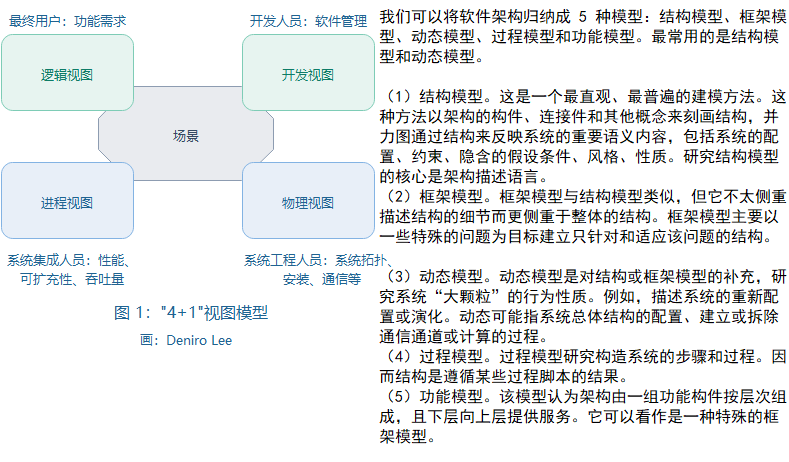 最终用户：功能需求
开发人员：软件管理
逻辑视图
开发视图
场景
进程视图
物理视图
系统集成人员：性能、
可扩充性、吞吐量
系统工程人员：系统拓扑、
安装、通信等
图 1："4+1"视图模型
画：Deniro Lee
我们可以将软件架构归纳成 5 种模型：结构模型、框架模
型、动态模型、过程模型和功能模型。最常用的是结构模
型和动态模型。
（1）结构模型。这是一个最直观、最普遍的建模方法。这
种方法以架构的构件、连接件和其他概念来刻画结构，并
力图通过结构来反映系统的重要语义内容，包括系统的配
置、约束、隐含的假设条件、风格、性质。研究结构模型
的核心是架构描述语言。
（2）框架模型。框架模型与结构模型类似，但它不太侧重
描述结构的细节而更侧重于整体的结构。框架模型主要以
一些特殊的问题为目标建立只针对和适应该问题的结构。
（3）动态模型。动态模型是对结构或框架模型的补充，研
究系统“大颗粒”的行为性质。例如，描述系统的重新配
置或演化。动态可能指系统总体结构的配置、建立或拆除
通信通道或计算的过程。
（4）过程模型。过程模型研究构造系统的步骤和过程。因
而结构是遵循某些过程脚本的结果。
（5）功能模型。该模型认为架构由一组功能构件按层次组
成，且下层向上层提供服务。它可以看作是一种特殊的框
架模型。